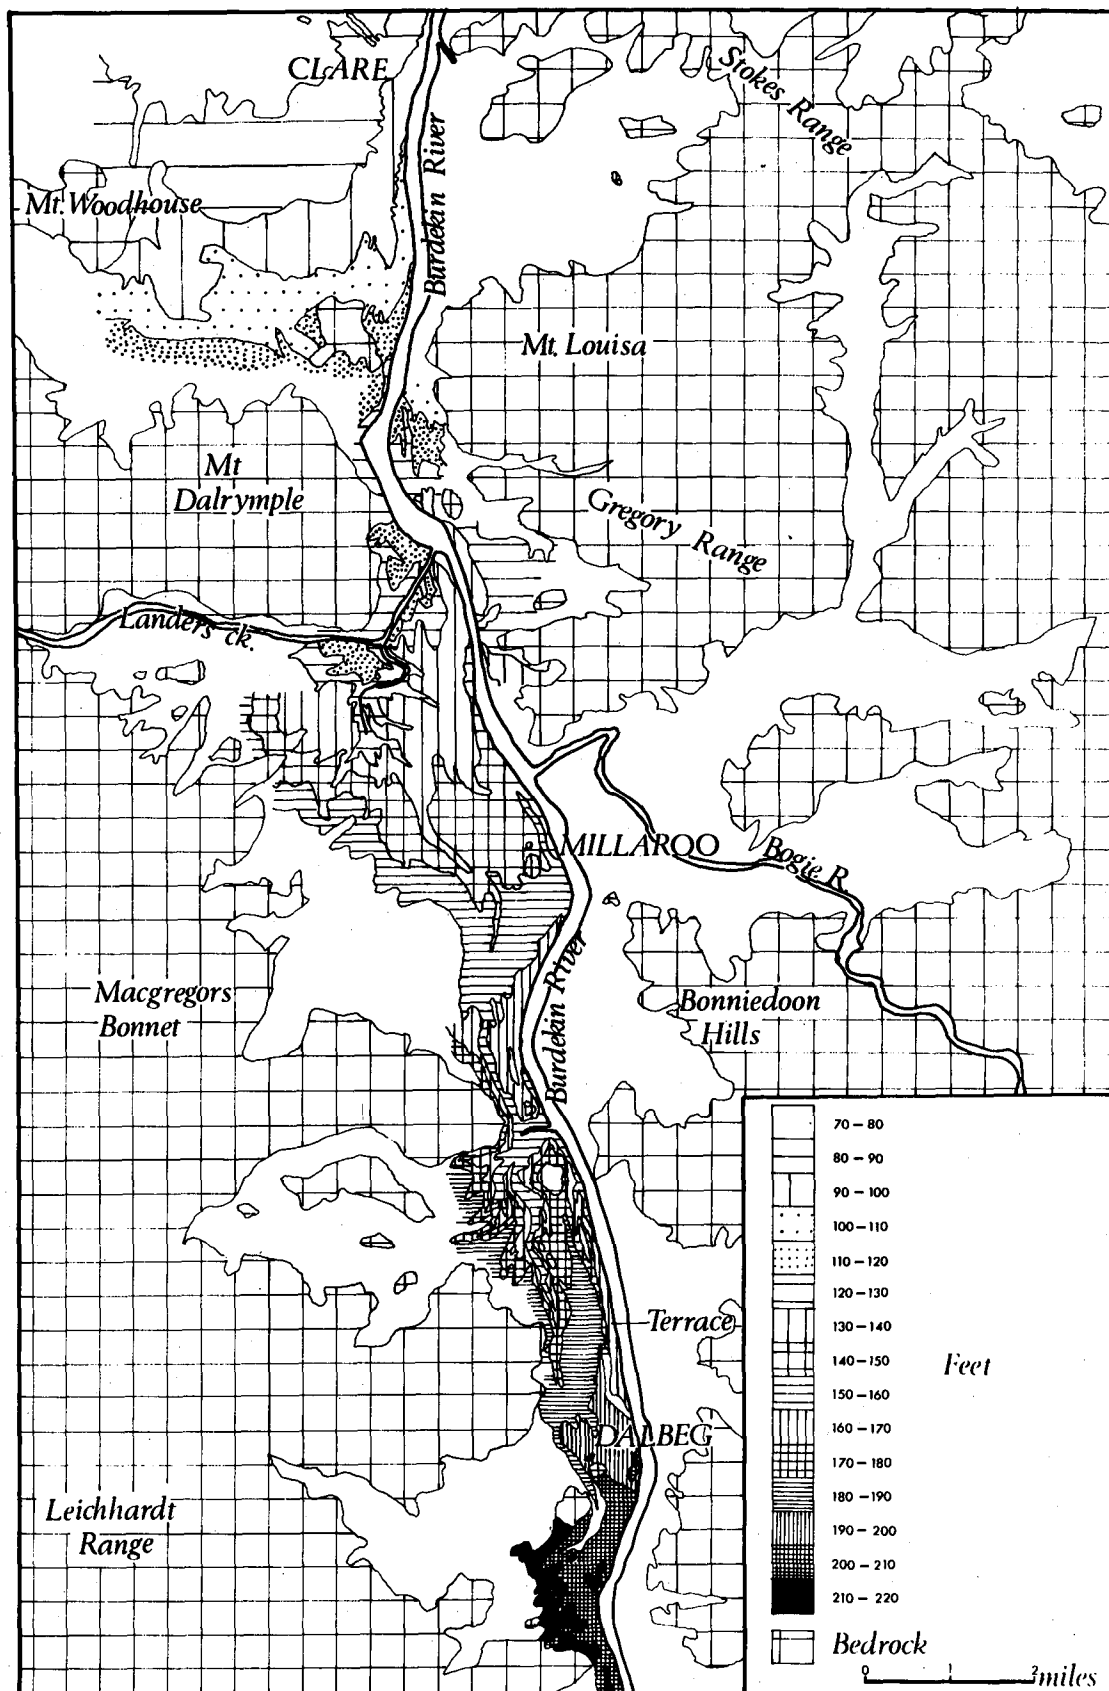 CLARE
Stokes Range
Burdekin River
Mt. Woodhouse
Mt. Louisa
Mt
Dalrymple
Gregory Range
Landers ck.
MILLAROO
Bogie R.
Macgregors
Bonnet
Burdekin River
Bonniedoon
Hills
Terrace
DALBEG
Leichhardt
Range
70-80
80-90
90-100
100-110
110-120
120-130
130-140
140-150
150-160
160-170
170-180
180-190
190-200
200-210
210-220
Feet
Bedrock
0 2 miles